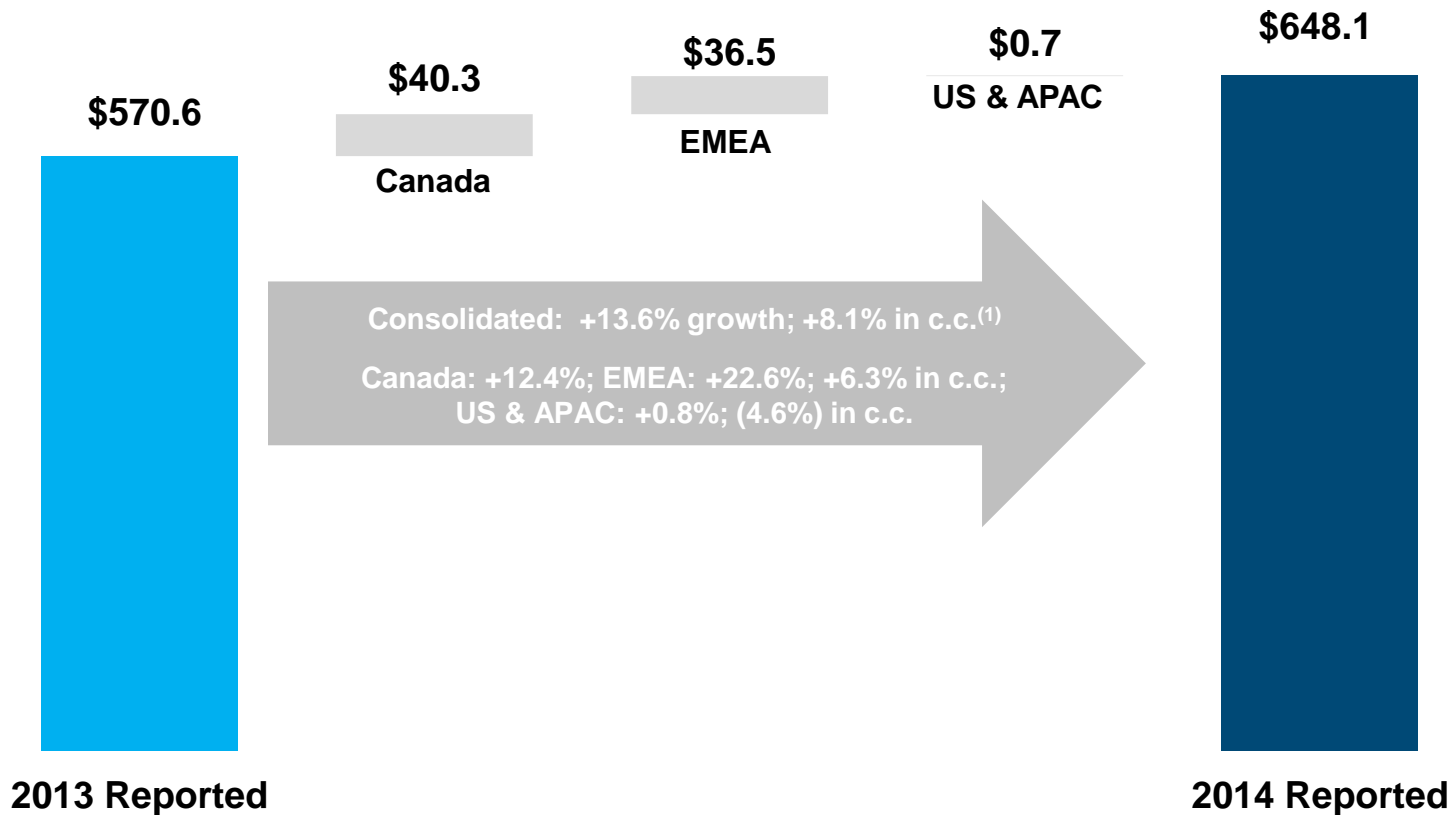 $570.6
$40.3
Canada
$36.5
EMEA
$0.7
US & APAC
$648.1
Consolidated:  +13.6% growth; +8.1% in c.c.(1)
Canada: +12.4%; EMEA: +22.6%; +6.3% in c.c.;
US & APAC: +0.8%; (4.6%) in c.c.
2013 Reported
2014 Reported